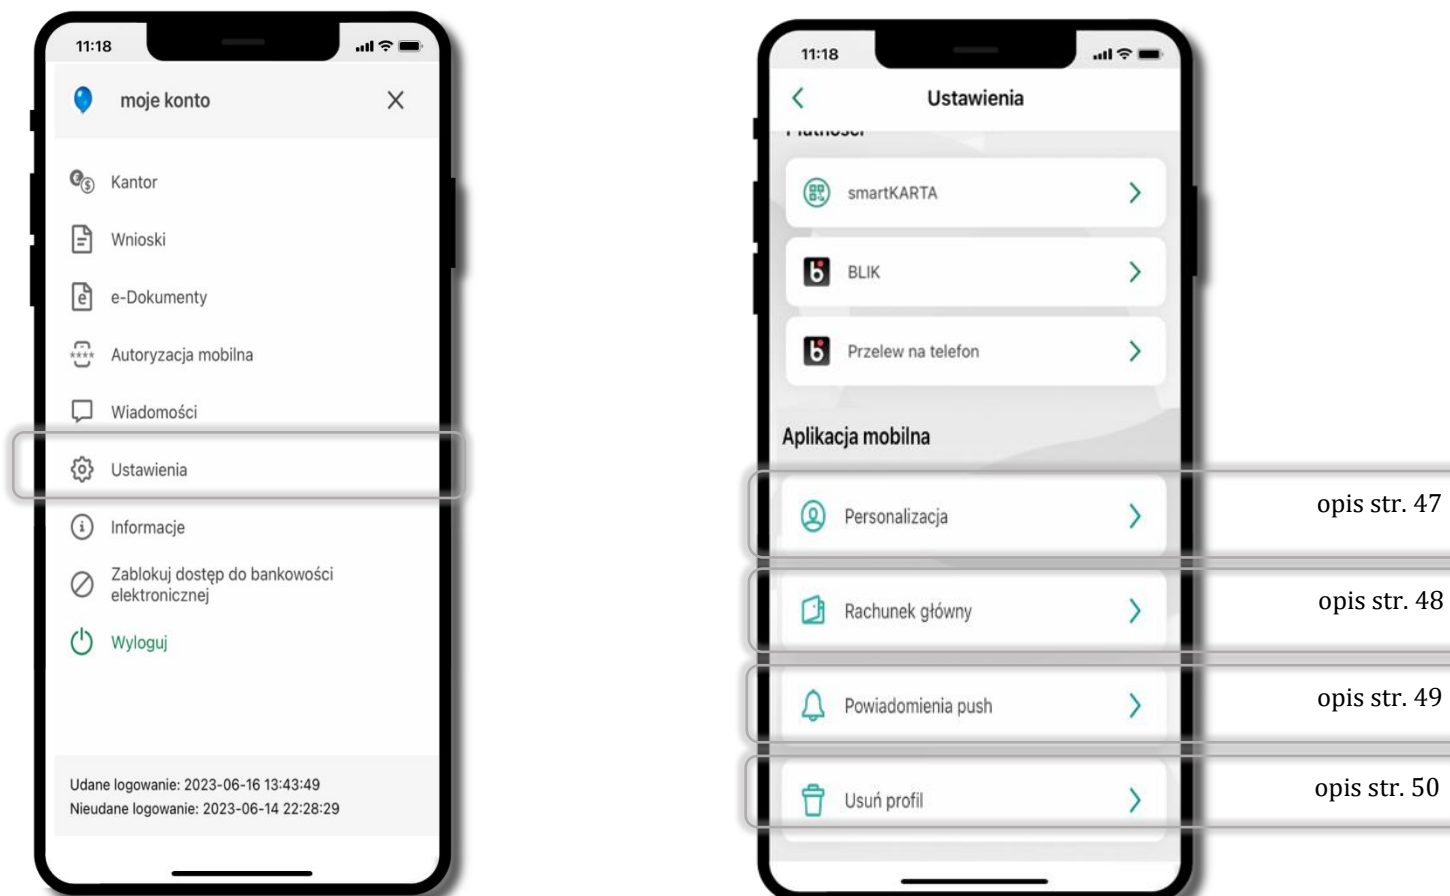 11:18
moje konto
Kantor
Wnioski
e-Dokumenty
Autoryzacja mobilna
Wiadomości
Ustawienia
Informacje
Zablokuj dostęp do bankowości
elektronicznej
Wyloguj
Udane logowanie: 2023-06-16 13:43:49
Nieudane logowanie: 2023-06-14 22:28:29
11:18
Ustawienia
Płatności
smartKARTA
BLIK
Przelew na telefon
Aplikacja mobilna
Personalizacja
opis str. 47
Rachunek główny
opis str. 48
Powiadomienia push
opis str. 49
Usuń profil
opis str. 50